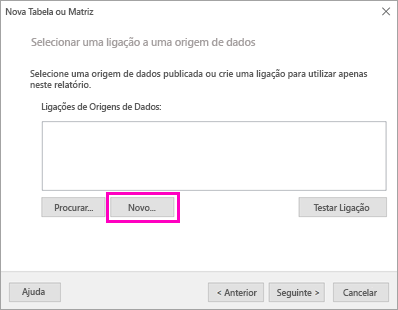 Nova Tabela ou Matriz
Selecionar uma ligação a uma origem de dados
Selecione uma origem de dados publicada ou crie uma ligação para utilizar apenas
neste relatório.
Ligações de Origens de Dados:
Procurar... Novo... Testar Ligação
Ajuda < Anterior Seguinte > Cancelar